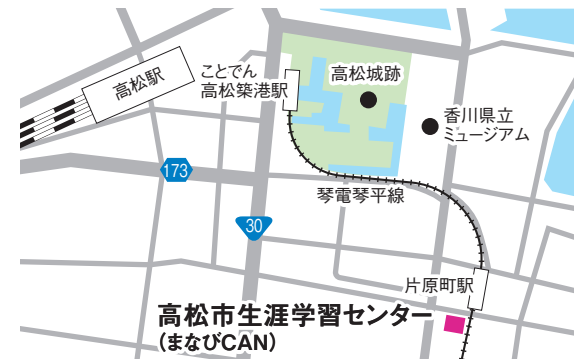 高松駅
ことでん
高松築港駅
高松城跡
香川県立
ミュージアム
173
琴電琴平線
30
片原町駅
高松市生涯学習センター
(まなびCAN)